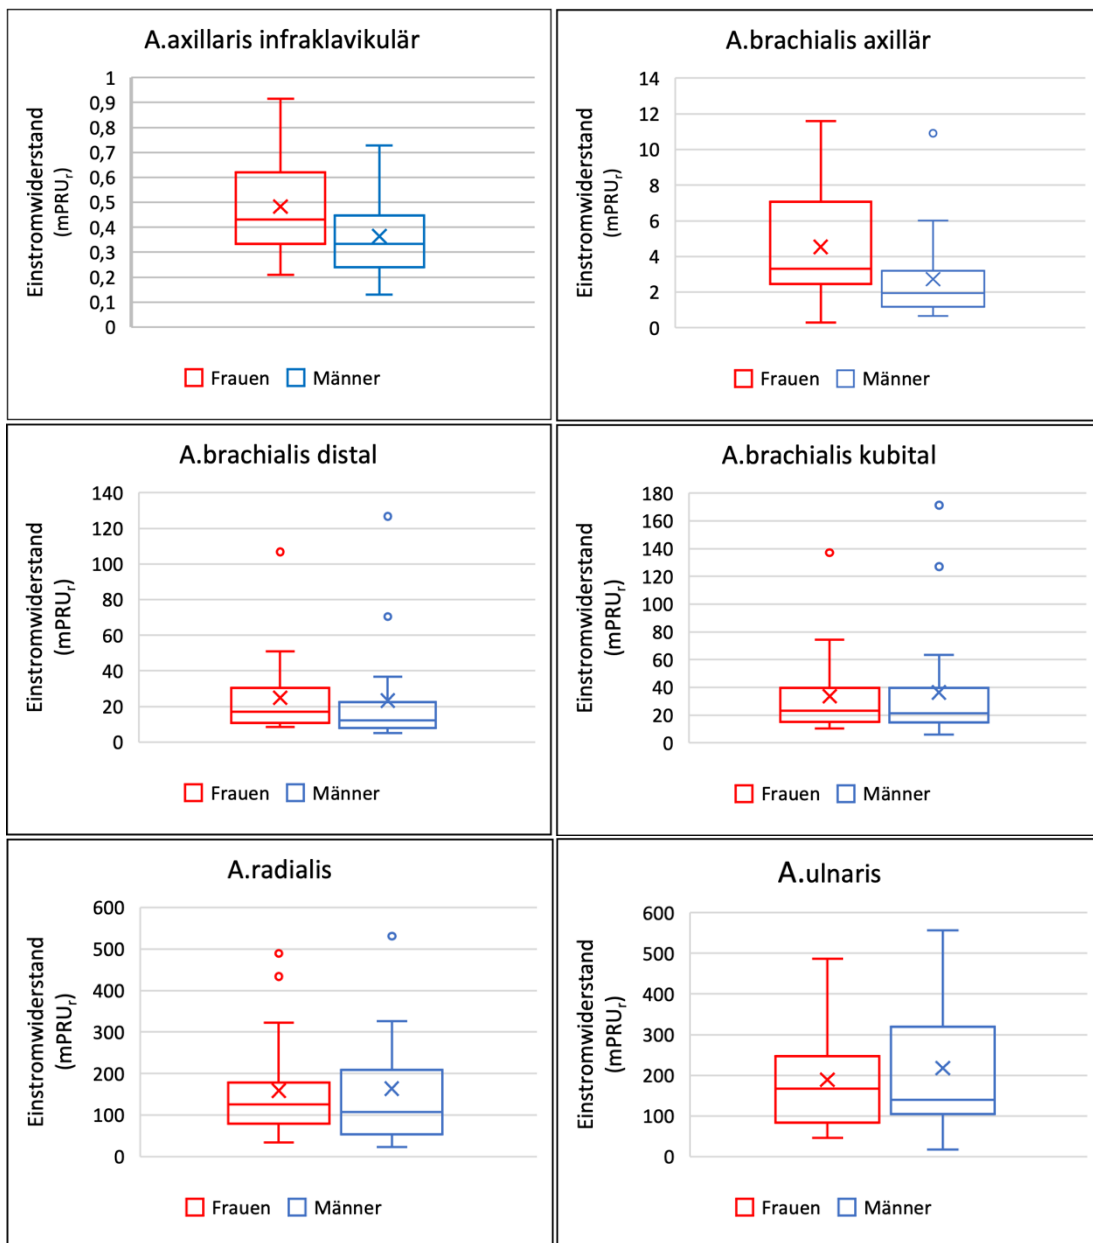 A.axillaris infraklavikulär
Einstromwiderstand
(mPRUr)
1
0,9
0,8
0,7
0,6
0,5
0,4
0,3
0,2
0,1
0
Frauen Männer
A.brachialis axillär
Einstromwiderstand
(mPRUr)
14
12
10
8
6
4
2
0
Frauen Männer
A.brachialis distal
Einstromwiderstand
(mPRUr)
140
120
100
80
60
40
20
0
Frauen Männer
A.brachialis kubital
Einstromwiderstand
(mPRUr)
180
160
140
120
100
80
60
40
20
0
Frauen Männer
A.radialis
Einstromwiderstand
(mPRUr)
600
500
400
300
200
100
0
Frauen Männer
A.ulnaris
Einstromwiderstand
(mPRUr)
600
500
400
300
200
100
0
Frauen Männer